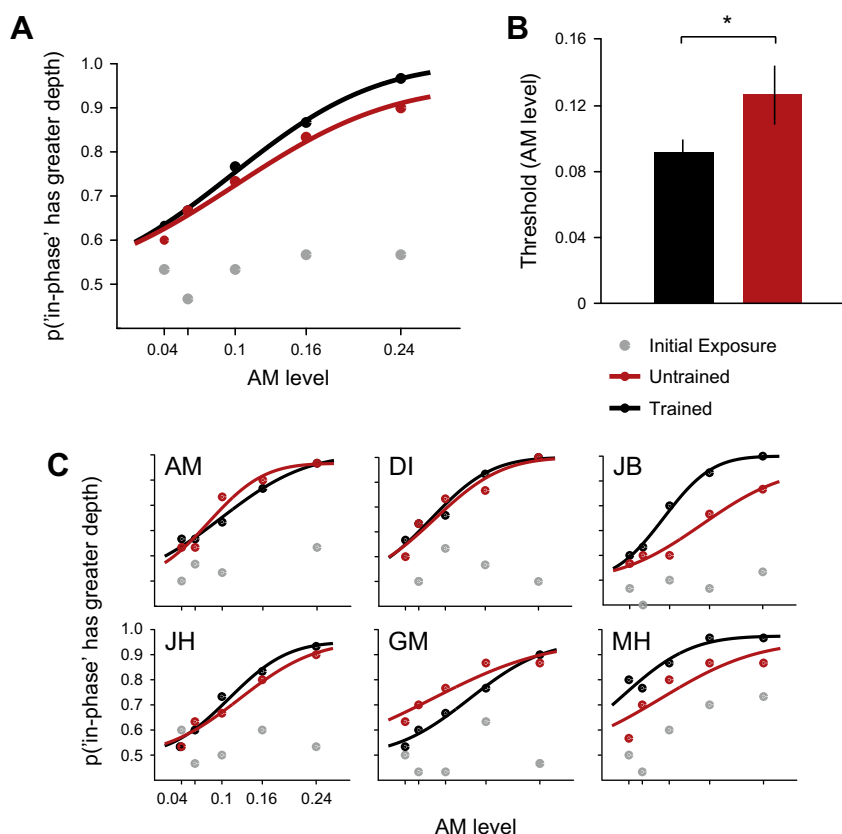 A
p('in-phase' has greater depth)
1.0
0.9
0.8
0.7
0.6
0.5
0.04
0.1
0.16
0.24
AM level
B
*
Threshold (AM level)
0.16
0.12
0.08
0.04
0
Initial Exposure
Untrained
Trained
C
p('in-phase' has greater depth)
AM
DI
JB
JH
GM
MH
1.0
0.9
0.8
0.7
0.6
0.5
0.04
0.1
0.16
0.24
AM level